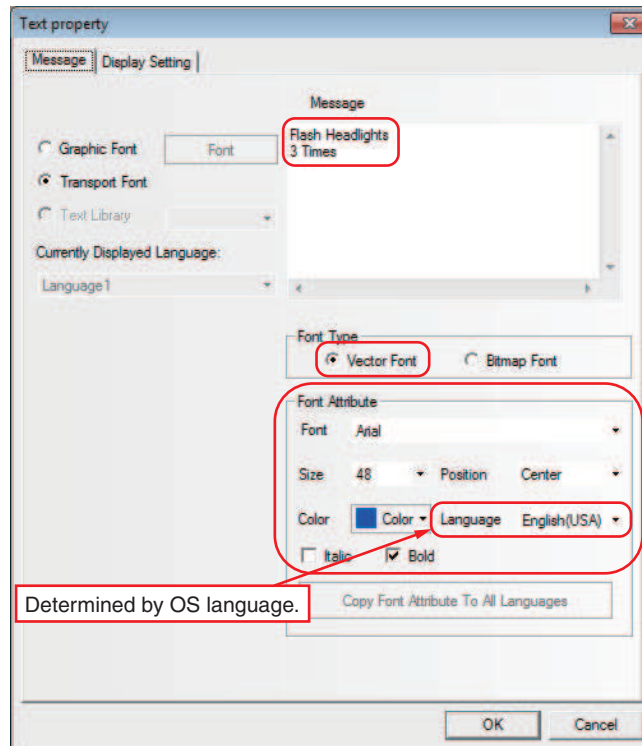 Text property
Message
Display Setting
Message
Graphic Font
Font
Transport Font
Text Library
Currently Displayed Language:
Language1
Flash Headlights
3 Times
Font Type
Vector Font
Bitmap Font
Font Attribute
Font
Arial
Size
48
Position
Center
Color
Color
Language
English(USA)
Italic
Bold
Determined by OS language.
Copy Font Attribute To All Languages
OK
Cancel